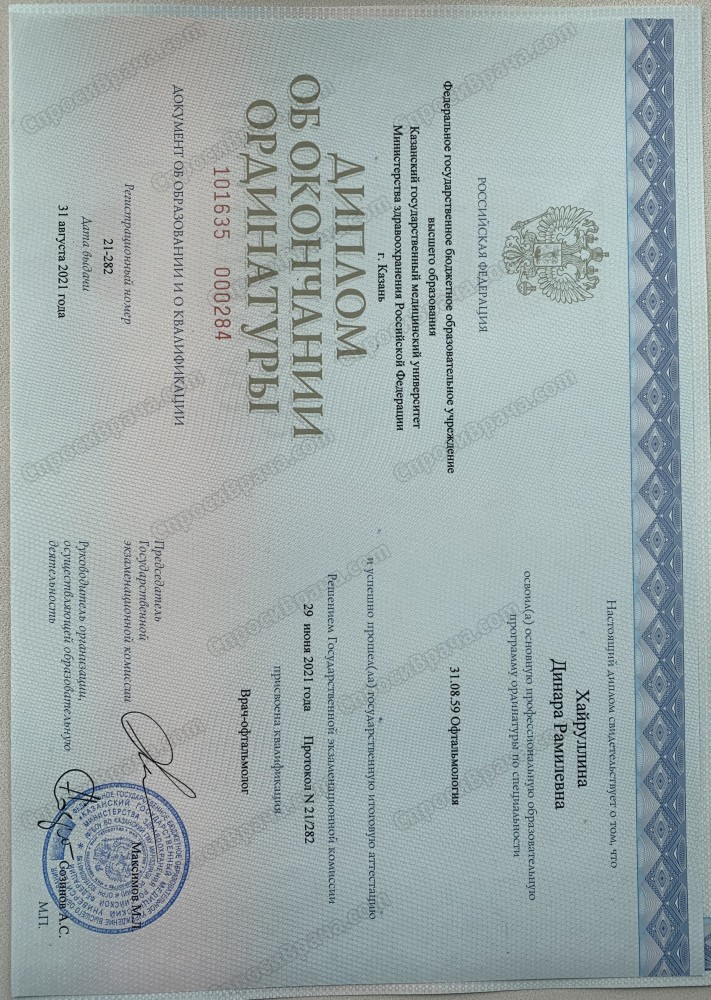 РОССИЙСКАЯ ФЕДЕРАЦИЯ
Федеральное государственное бюджетное образовательное учреждение
высшего образования
Казанский государственный медицинский университет
Министерства здравоохранения Российской Федерации
г. Казань
ДИПЛОМ
ОБ ОКОНЧАНИИ
ОРДИНАТУРЫ
101635 000284
ДОКУМЕНТ ОБ ОБРАЗОВАНИИ И О КВАЛИФИКАЦИИ
Регистрационный номер
21-282
Дата выдачи
31 августа 2021 года
Настоящий диплом свидетельствует о том, что
Хайруллина
Динара Рамилевна
освоил(а) основную профессиональную образовательную
программу ординатуры по специальности
31.08.59 Офтальмология
и успешно прошел(ла) государственную итоговую аттестацию
Решением Государственной экзаменационной комиссии
29 июня 2021 года Протокол N 21/282
присвоена квалификация
Врач-офтальмолог
Председатель
Государственной
экзаменационной комиссии
Максимов М.Л.
Руководитель организации,
осуществляющей образовательную
деятельность
Созинов А.С.
М.П.
СпросиВрача.com